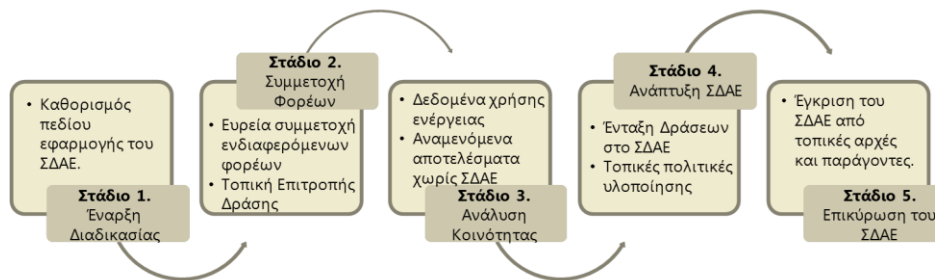 • Καθορισμός
πεδίου
εφαρμογής του
ΣΔΑΕ.
Στάδιο 1.
Έναρξη
Διαδικασίας
Στάδιο 2.
Συμμετοχή
Φορέων
• Ευρεία συμμετοχή
ενδιαφερόμενων
φορέων
• Τοπική Επιτροπής
Δράσης
• Δεδομένα χρήσης
ενέργειας
• Αναμενόμενα
αποτελέσματα
χωρίς ΣΔΑΕ
Στάδιο 3.
Ανάλυση
Κοινότητας
Στάδιο 4.
Ανάπτυξη ΣΔΑΕ
• Ένταξη Δράσεων
στο ΣΔΑΕ
• Τοπικές πολιτικές
υλοποίησης
• Έγκριση του
ΣΔΑΕ από
τοπικές αρχές
και παράγοντες.
Στάδιο 5.
Επικύρωση του
ΣΔΑΕ